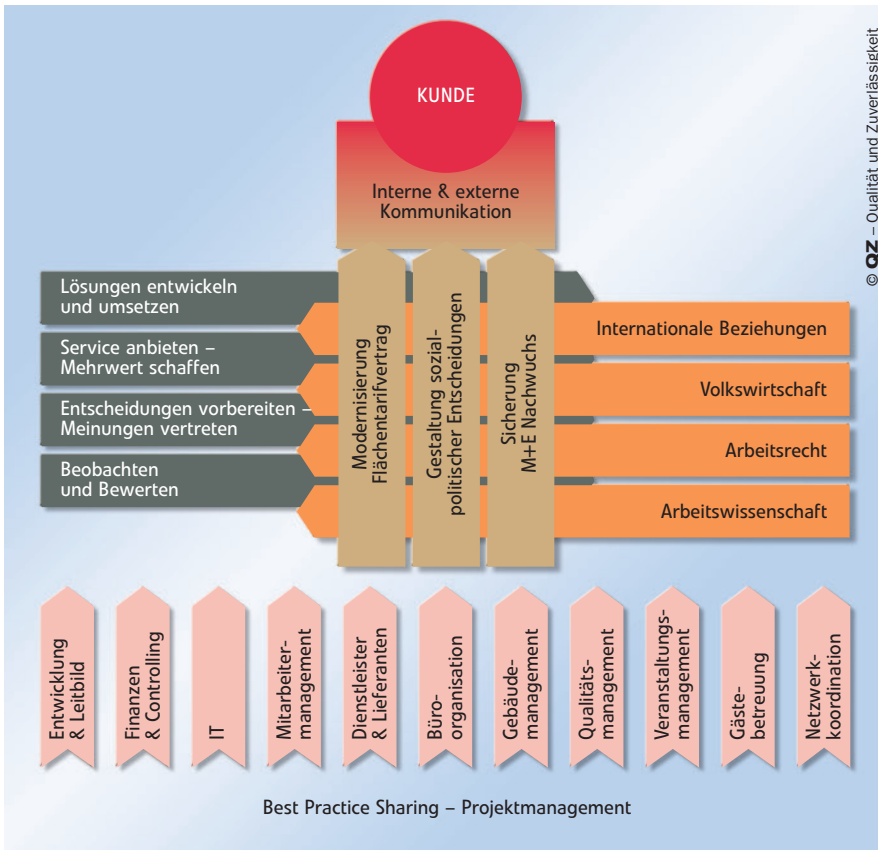 KUNDE
Interne & externe
Kommunikation
Lösungen entwickeln
und umsetzen
Service anbieten –
Mehrwert schaffen
Entscheidungen vorbereiten –
Meinungen vertreten
Beobachten
und Bewerten
Modernisierung
Flächentarifvertrag
Gestaltung sozial-
politischer Entscheidungen
Sicherung
M+E Nachwuchs
Internationale Beziehungen
Volkswirtschaft
Arbeitsrecht
Arbeitswissenschaft
Entwicklung
& Leitbild
Finanzen
& Controlling
IT
Mitarbeiter-
management
Dienstleister
& Lieferanten
Büro-
organisation
Gebäude-
management
Qualitäts-
management
Veranstaltungs-
management
Gäste-
betreuung
Netzwerk-
koordination
Best Practice Sharing – Projektmanagement
© QZ – Qualität und Zuverlässigkeit